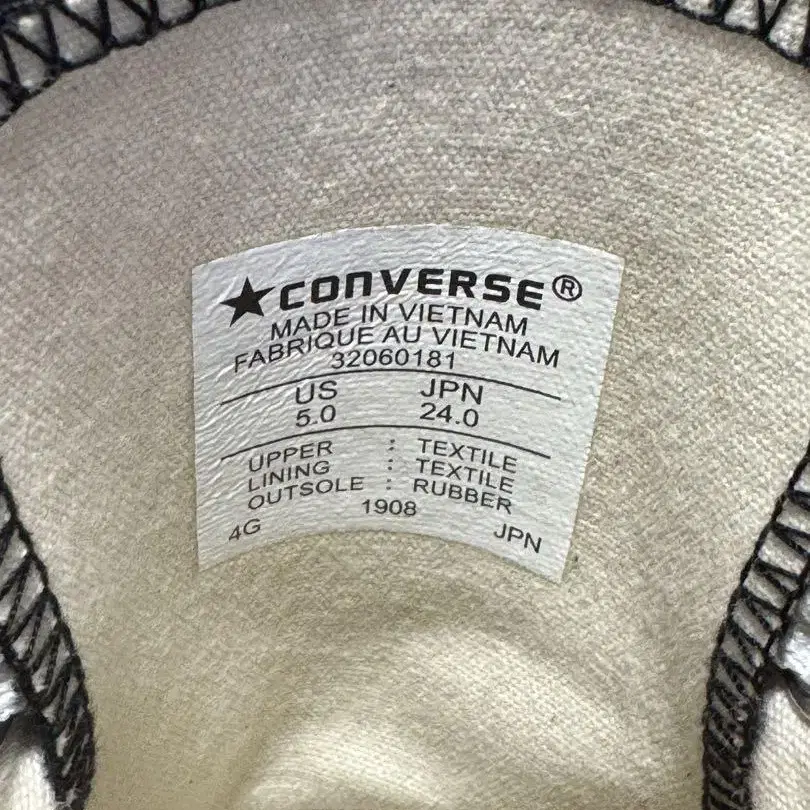 ★CONVERSE®
MADE IN VIETNAM
FABRIQUE AU VIETNAM
32060181
US JPN
5.0 24.0
UPPER : TEXTILE
LINING : TEXTILE
OUTSOLE : RUBBER
4G 1908 JPN